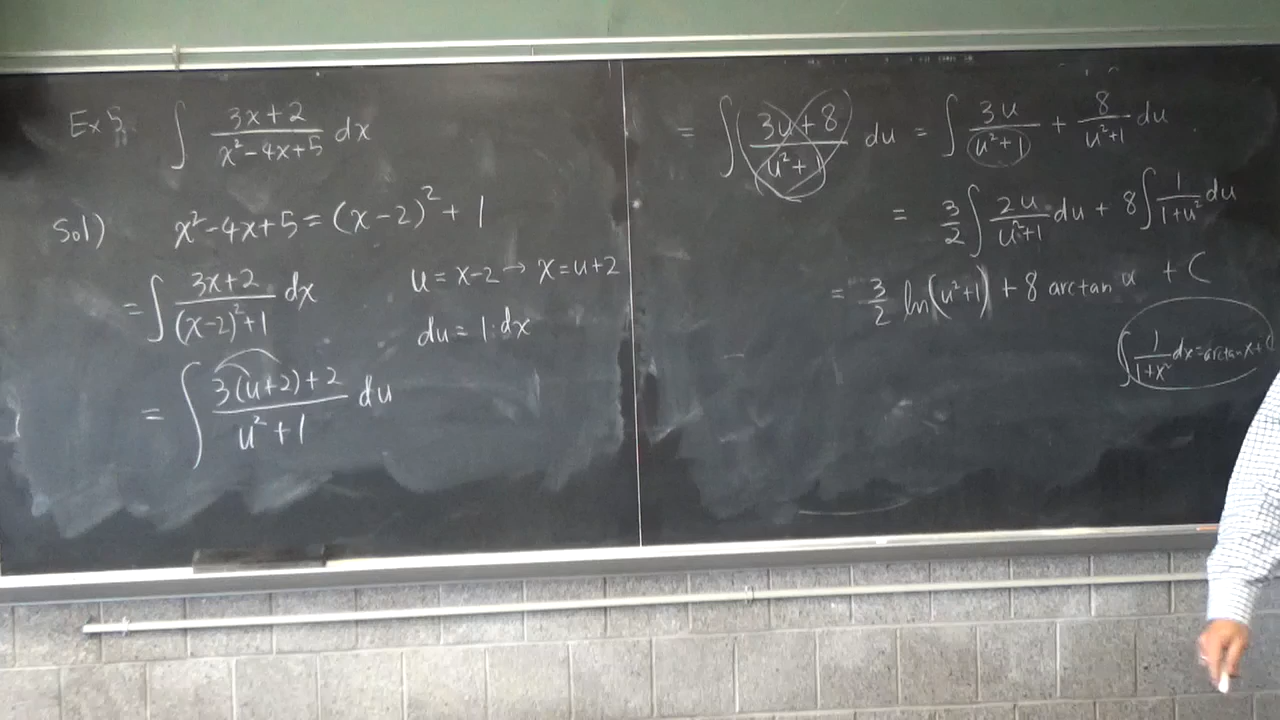 Ex 5) ∫ (3x+2)/(x²-4x+5) dx
Sol) x²-4x+5 = (x-2)²+1
= ∫ (3x+2)/((x-2)²+1) dx
u = x-2 → x = u+2
du = 1·dx
= ∫ (3(u+2)+2)/(u²+1) du
= ∫ (3u+8)/(u²+1) du = ∫ 3u/(u²+1) + 8/(u²+1) du
= 3/2 ∫ 2u/(u²+1) du + 8 ∫ 1/(1+u²) du
= 3/2 ln(u²+1) + 8 arctan u + C
∫ 1/(1+x²) dx = arctan x + C